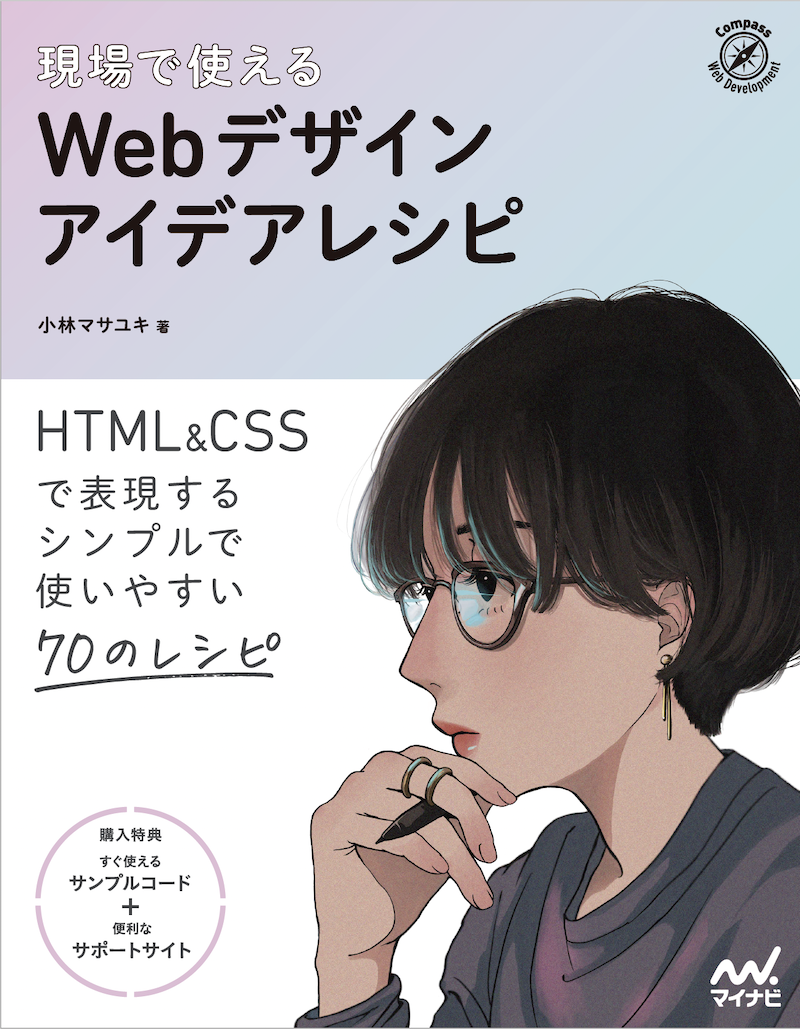 現場で使える
Compass
Web Development
Webデザイン
アイデアレシピ
小林マサユキ 著
HTML&CSS
で表現する
シンプルで
使いやすい
70のレシピ
購入特典
すぐ使える
サンプルコード
+
便利な
サポートサイト
マイナビ